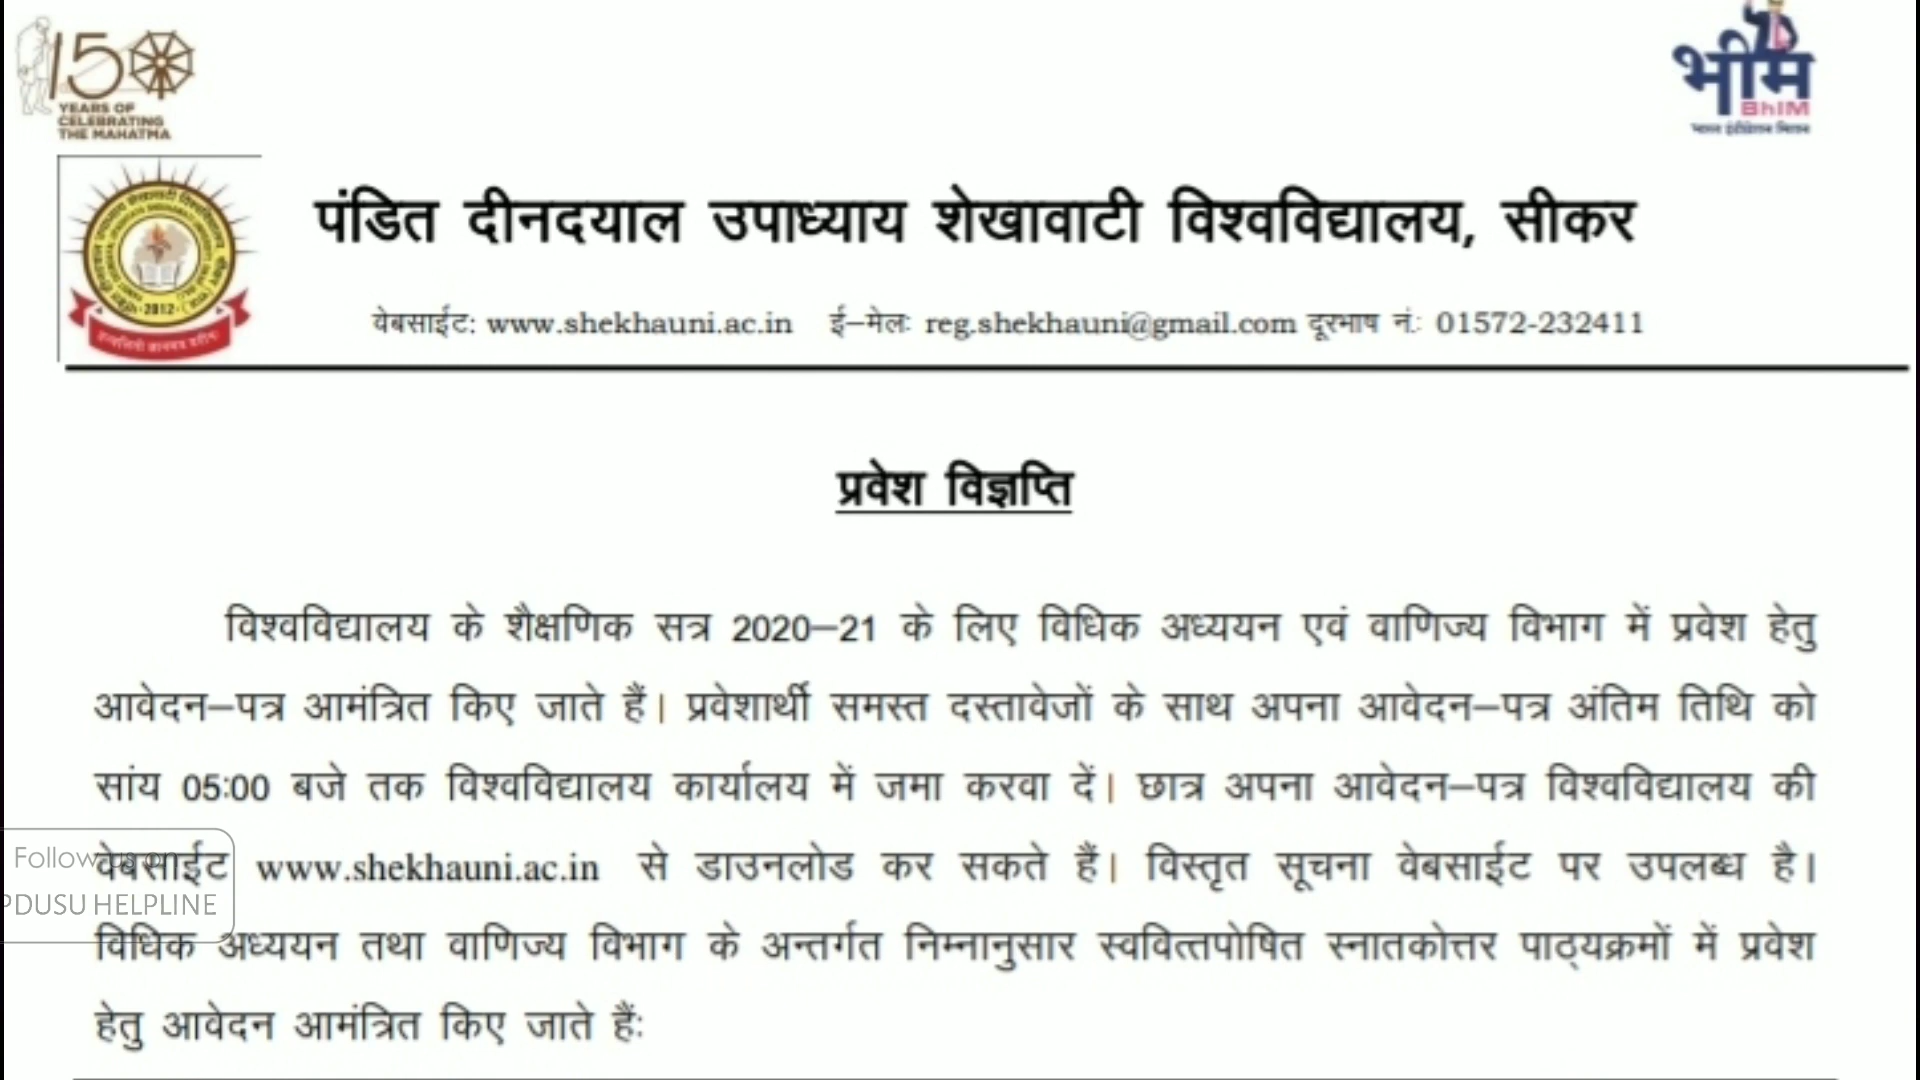 150
YEARS OF
CELEBRATING
THE MAHATMA
भीम
BhIM
2012
पंडित दीनदयाल उपाध्याय शेखावाटी विश्वविद्यालय, सीकर
वेबसाईट: www.shekhauni.ac.in ई–मेल: reg.shekhauni@gmail.com दूरभाष नं.: 01572-232411
प्रवेश विज्ञप्ति
विश्वविद्यालय के शैक्षणिक सत्र 2020–21 के लिए विधिक अध्ययन एवं वाणिज्य विभाग में प्रवेश हेतु
आवेदन–पत्र आमंत्रित किए जाते हैं। प्रवेशार्थी समस्त दस्तावेजों के साथ अपना आवेदन–पत्र अंतिम तिथि को
सांय 05:00 बजे तक विश्वविद्यालय कार्यालय में जमा करवा दें। छात्र अपना आवेदन–पत्र विश्वविद्यालय की
वेबसाईट www.shekhauni.ac.in से डाउनलोड कर सकते हैं। विस्तृत सूचना वेबसाईट पर उपलब्ध है।
विधिक अध्ययन तथा वाणिज्य विभाग के अन्तर्गत निम्नानुसार स्ववित्तपोषित स्नातकोत्तर पाठ्यक्रमों में प्रवेश
हेतु आवेदन आमंत्रित किए जाते हैं:
Follow us on
PDUSU HELPLINE